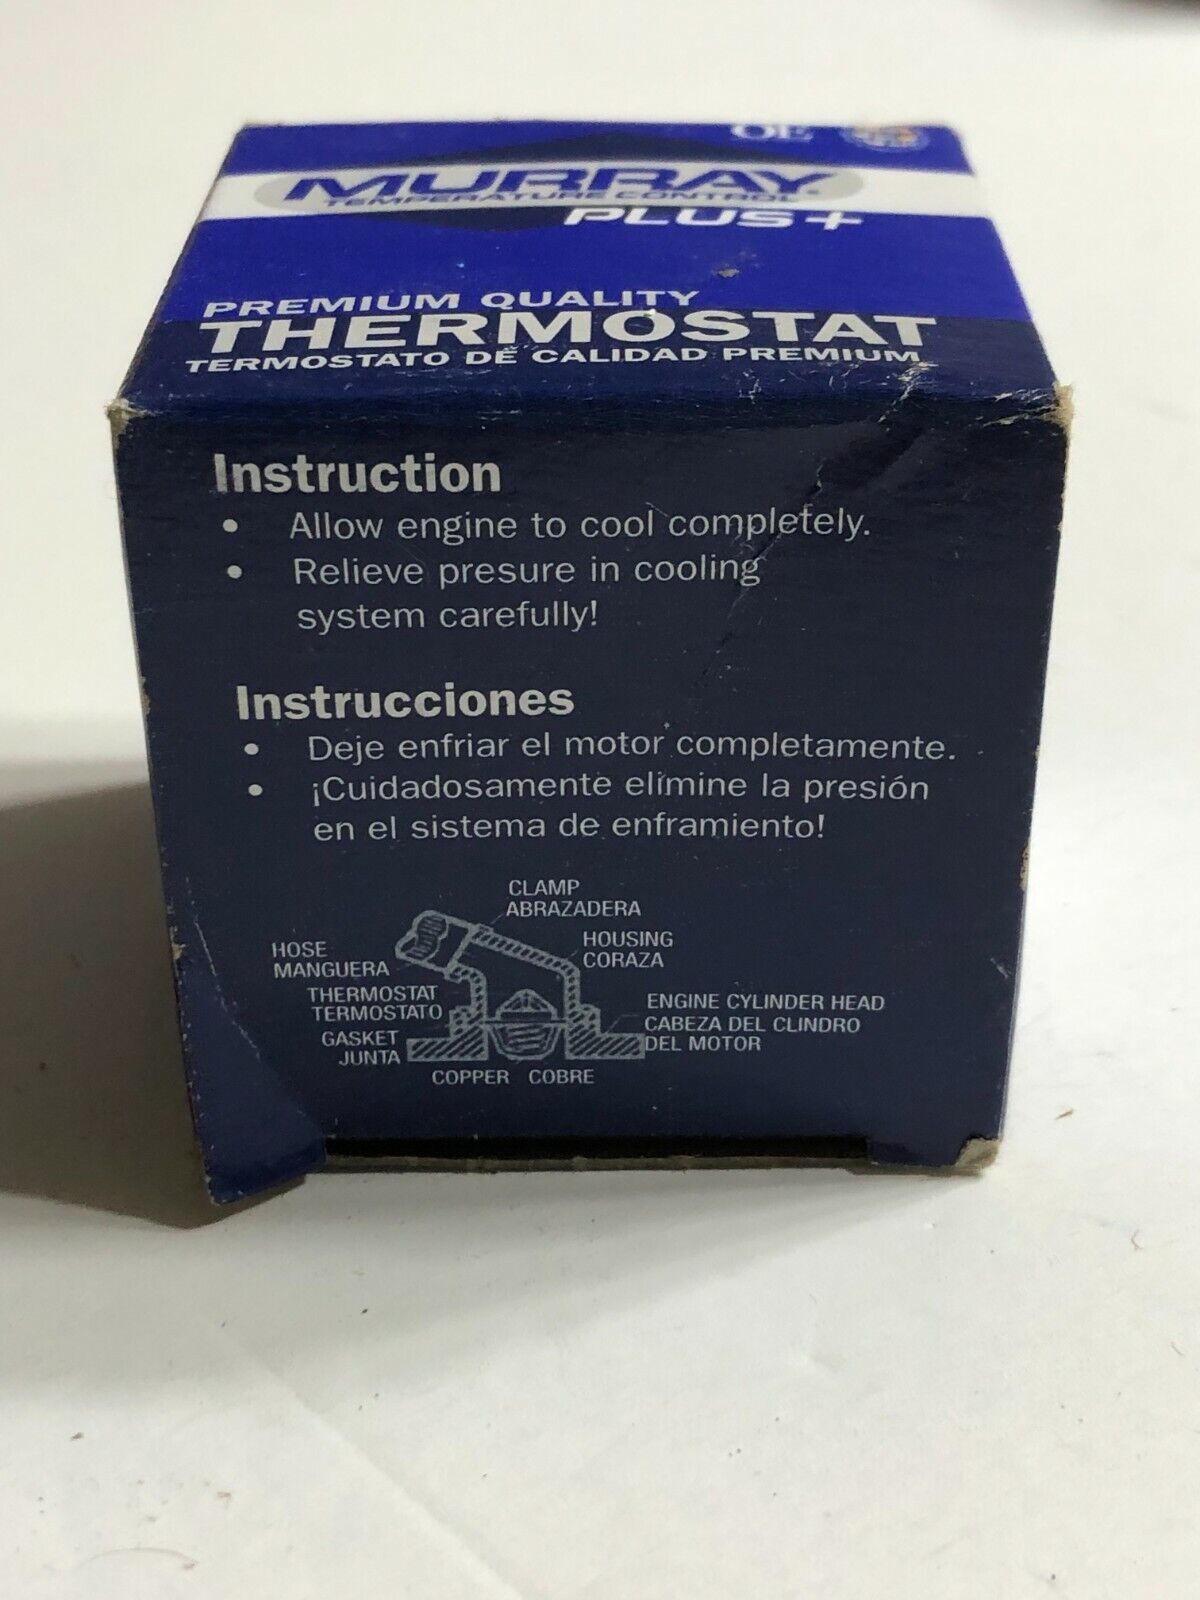 OE
MURRAY®
TEMPERATURE CONTROL
PLUS+
PREMIUM QUALITY
THERMOSTAT
TERMOSTATO DE CALIDAD PREMIUM
Instruction
• Allow engine to cool completely.
• Relieve presure in cooling
system carefully!
Instrucciones
• Deje enfriar el motor completamente.
• ¡Cuidadosamente elimine la presión
en el sistema de enframiento!
CLAMP
ABRAZADERA
HOUSING
CORAZA
HOSE
MANGUERA
THERMOSTAT
TERMOSTATO
GASKET
JUNTA
ENGINE CYLINDER HEAD
CABEZA DEL CLINDRO
DEL MOTOR
COPPER COBRE